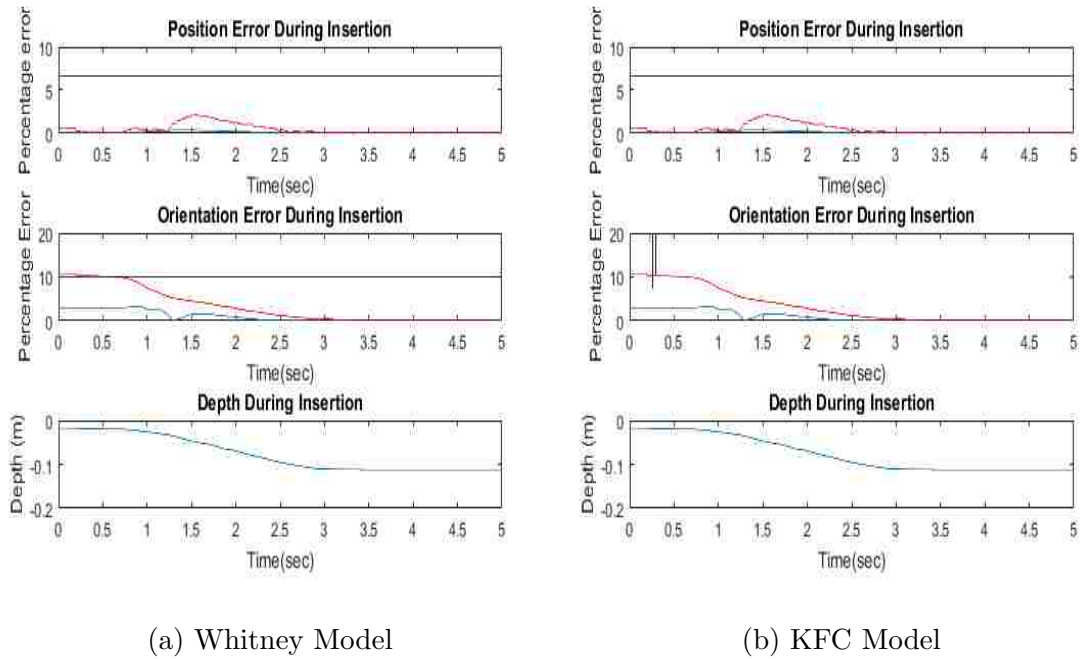 Position Error During Insertion
Percentage error
10
5
0
0 0.5 1 1.5 2 2.5 3 3.5 4 4.5 5
Time(sec)
Orientation Error During Insertion
Percentage Error
20
10
0
0 0.5 1 1.5 2 2.5 3 3.5 4 4.5 5
Time(sec)
Depth During Insertion
Depth (m)
0
-0.1
-0.2
0 0.5 1 1.5 2 2.5 3 3.5 4 4.5 5
Time(sec)
(a) Whitney Model
Position Error During Insertion
Percentage error
10
5
0
0 0.5 1 1.5 2 2.5 3 3.5 4 4.5 5
Time(sec)
Orientation Error During Insertion
Percentage Error
20
10
0
0 0.5 1 1.5 2 2.5 3 3.5 4 4.5 5
Time(sec)
Depth During Insertion
Depth (m)
0
-0.1
-0.2
0 0.5 1 1.5 2 2.5 3 3.5 4 4.5 5
Time(sec)
(b) KFC Model